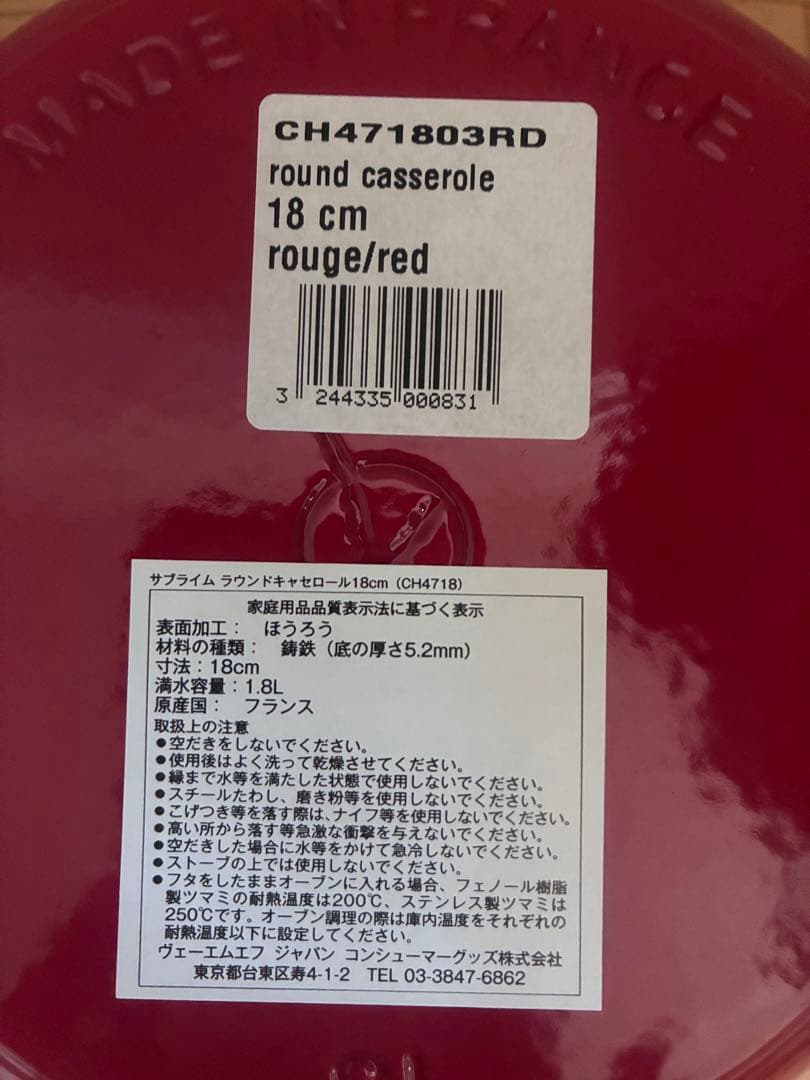 MADE IN FRANCE
CH471803RD
round casserole
18 cm
rouge/red
3 244335 000831
サブライム ラウンドキャセロール18cm（CH4718）
家庭用品品質表示法に基づく表示
表面加工： ほうろう
材料の種類： 鋳鉄（底の厚さ5.2mm）
寸法：18cm
満水容量：1.8L
原産国： フランス
取扱上の注意
●空だきをしないでください。
●使用後はよく洗って乾燥させてください。
●縁まで水等を満たした状態で使用しないでください。
●スチールたわし、磨き粉等を使用しないでください。
●こげつき等を落す際は、ナイフ等を使用しないでください。
●高い所から落す等急激な衝撃を与えないでください。
●空だきした場合に水等をかけて急冷しないでください。
●ストーブの上では使用しないでください。
●フタをしたままオーブンに入れる場合、フェノール樹脂
製ツマミの耐熱温度は200℃、ステンレス製ツマミは
250℃です。オーブン調理の際は庫内温度をそれぞれの
耐熱温度以下に設定してください。
ヴェーエムエフ ジャパン コンシューマーグッズ株式会社
東京都台東区寿4-1-2 TEL 03-3847-6862